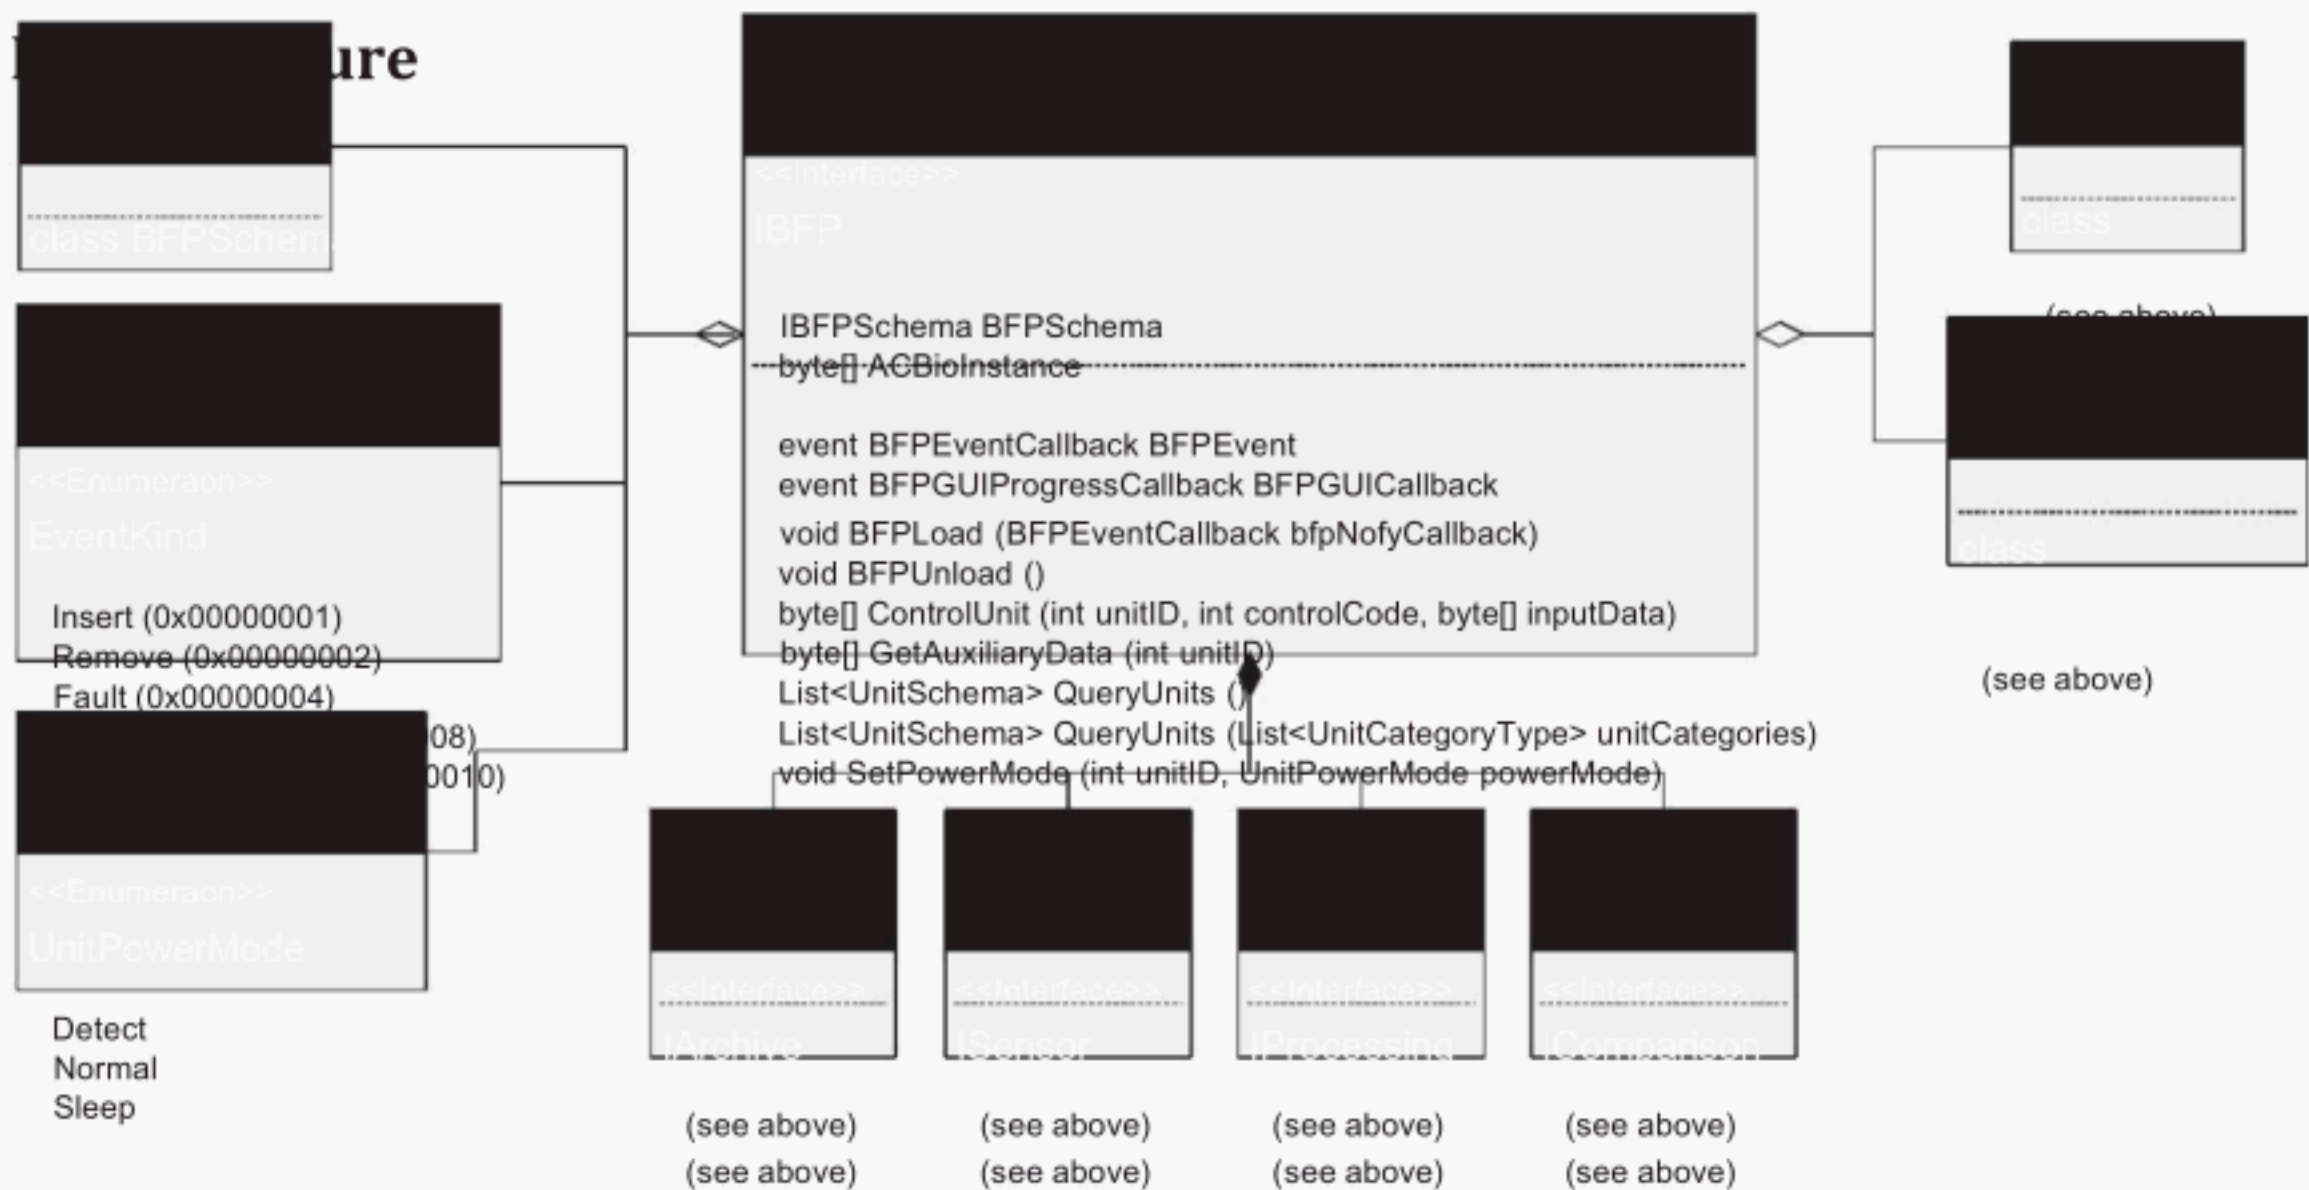 ure
class BFPSchem
<<Enumeraon>>
EventKind
Insert (0x00000001)
Remove (0x00000002)
Fault (0x00000004)
08)
0010)
<<Enumeraon>>
UnitPowerMode
Detect
Normal
Sleep
<<Interface>>
IBFP
IBFPSchema BFPSchema
byte[] ACBioInstance
event BFPEventCallback BFPEvent
event BFPGUIProgressCallback BFPGUICallback
void BFPLoad (BFPEventCallback bfpNofyCallback)
void BFPUnload ()
byte[] ControlUnit (int unitID, int controlCode, byte[] inputData)
byte[] GetAuxiliaryData (int unitID)
List<UnitSchema> QueryUnits ()
List<UnitSchema> QueryUnits (List<UnitCategoryType> unitCategories)
void SetPowerMode (int unitID, UnitPowerMode powerMode)
class
(see above)
class
(see above)
<<Interface>>
IArchive
(see above)
(see above)
<<Interface>>
ISensor
(see above)
(see above)
<<Interface>>
IProcessing
(see above)
(see above)
<<Interface>>
IComparison
(see above)
(see above)